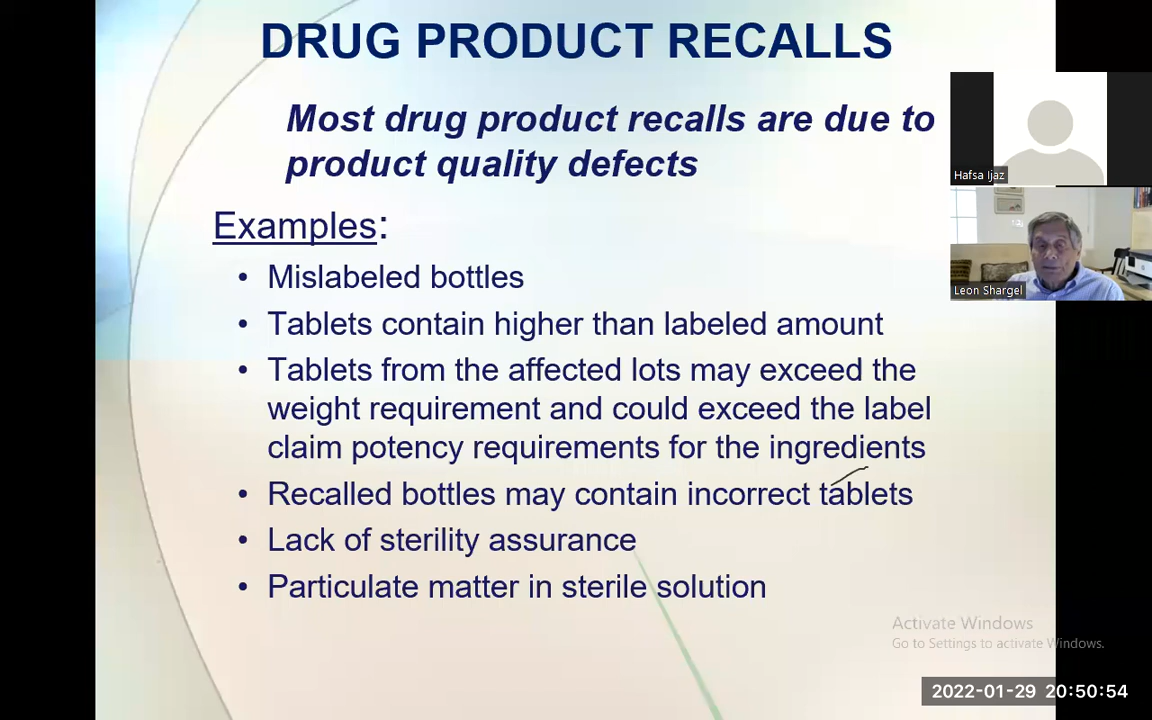 DRUG PRODUCT RECALLS
Most drug product recalls are due to
product quality defects
Examples:
• Mislabeled bottles
• Tablets contain higher than labeled amount
• Tablets from the affected lots may exceed the
weight requirement and could exceed the label
claim potency requirements for the ingredients
• Recalled bottles may contain incorrect tablets
• Lack of sterility assurance
• Particulate matter in sterile solution
Hafsa Ijaz
Leon Shargel
Activate Windows
Go to Settings to activate Windows.
2022-01-29 20:50:54